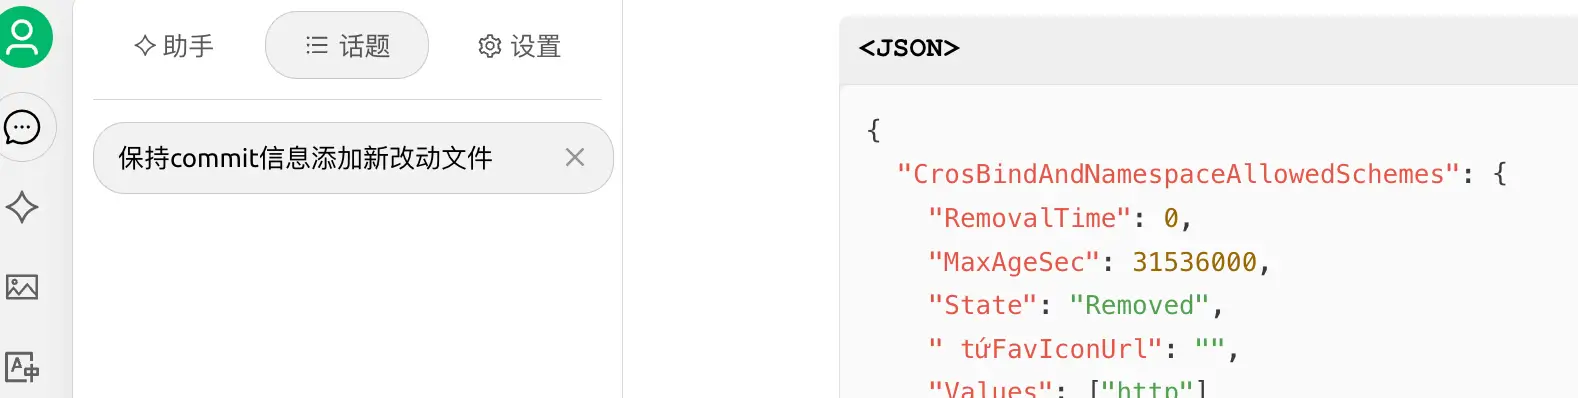 助手
话题
设置
保持commit信息添加新改动文件
<JSON>
{
"CrosBindAndNamespaceAllowedSchemes": {
"RemovalTime": 0,
"MaxAgeSec": 31536000,
"State": "Removed",
" tứFavIconUrl": "",
"Values": ["http"]